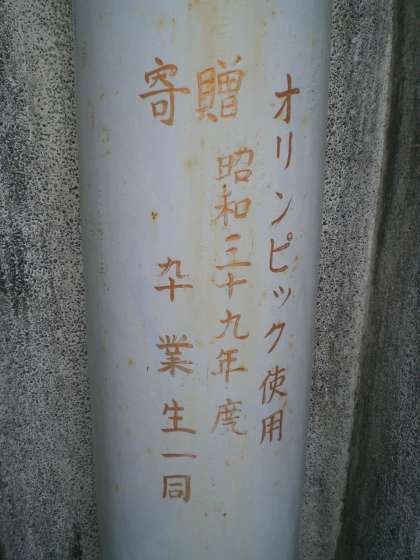 オリンピック使用
贈 昭和三十九年度
寄 卆業生一同